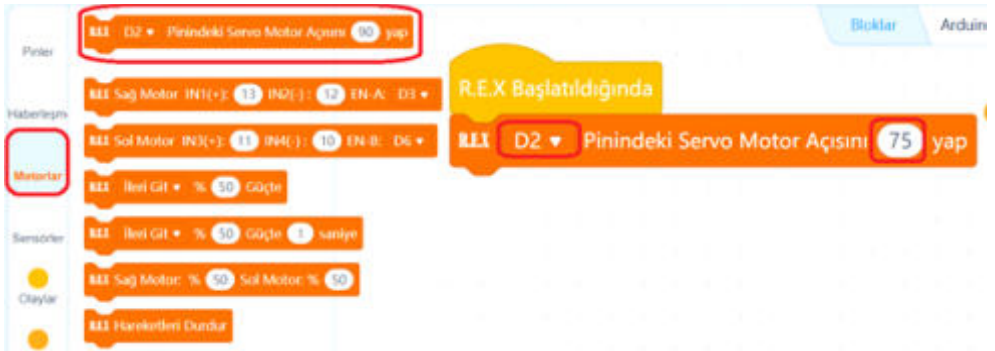 Pinler
Haberleşm
Motorlar
Sensörler
Olaylar
R.E.X D2 Pinindeki Servo Motor Açısını 90 yap
R.E.X Sağ Motor IN1(+): 13 IN2(-): 12 EN-A: D3
R.E.X Sol Motor IN3(+): 11 IN4(-): 10 EN-B: D6
R.E.X İleri Git % 50 Güçte
R.E.X İleri Git % 50 Güçte 1 saniye
R.E.X Sağ Motor: % 50 Sol Motor: % 50
R.E.X Hareketleri Durdur
Bloklar Arduin
R.E.X Başlatıldığında
R.E.X D2 Pinindeki Servo Motor Açısını 75 yap